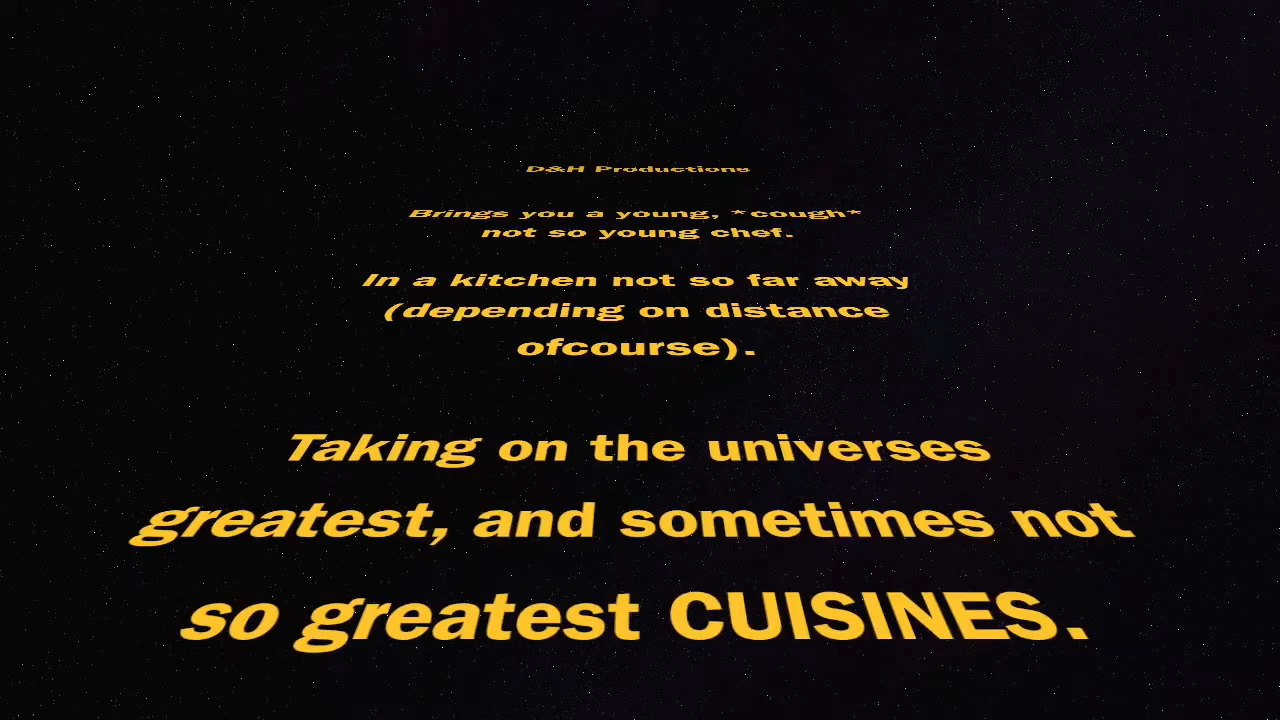 D&H Productions
Brings you a young, *cough*
not so young chef.
In a kitchen not so far away
(depending on distance
ofcourse).
Taking on the universes
greatest, and sometimes not
so greatest CUISINES.